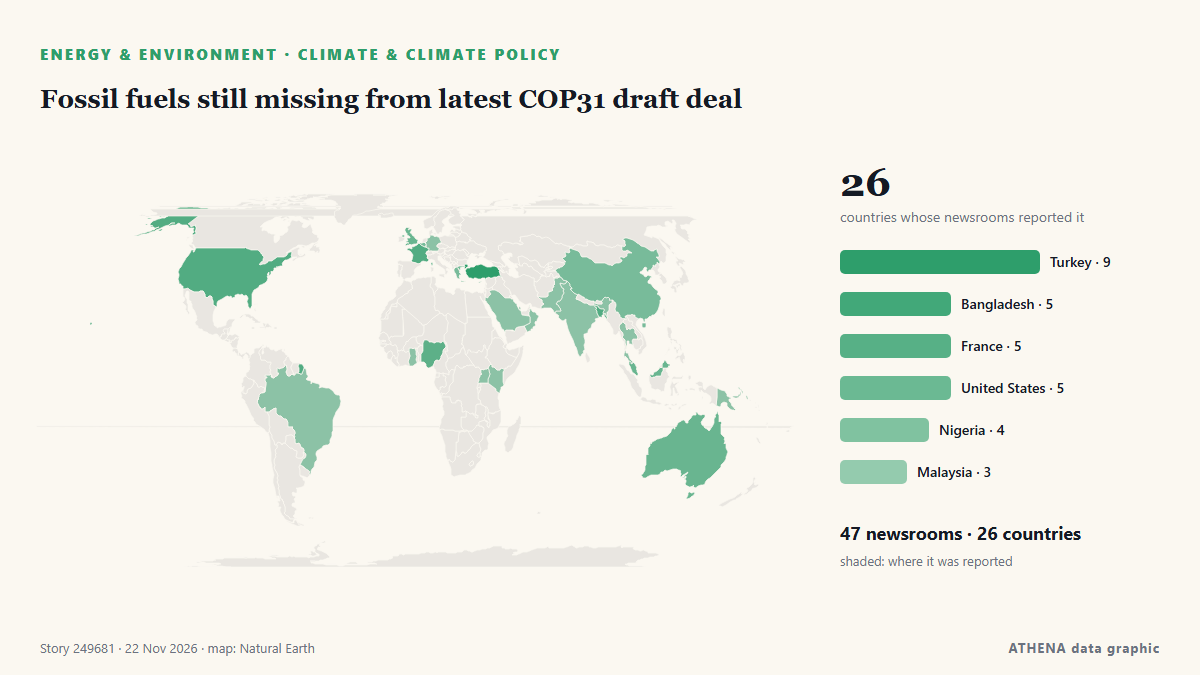 ENERGY & ENVIRONMENT · CLIMATE & CLIMATE POLICY
Fossil fuels still missing from latest COP31 draft deal
26
countries whose newsrooms reported it
Turkey · 9
Bangladesh · 5
France · 5
United States · 5
Nigeria · 4
Malaysia · 3
47 newsrooms · 26 countries
shaded: where it was reported
Story 249681 · 22 Nov 2026 · map: Natural Earth
ATHENA data graphic